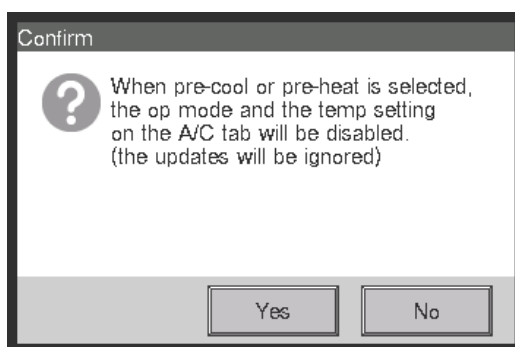 Confirm
When pre-cool or pre-heat is selected,
the op mode and the temp setting
on the A/C tab will be disabled.
(the updates will be ignored)
Yes
No